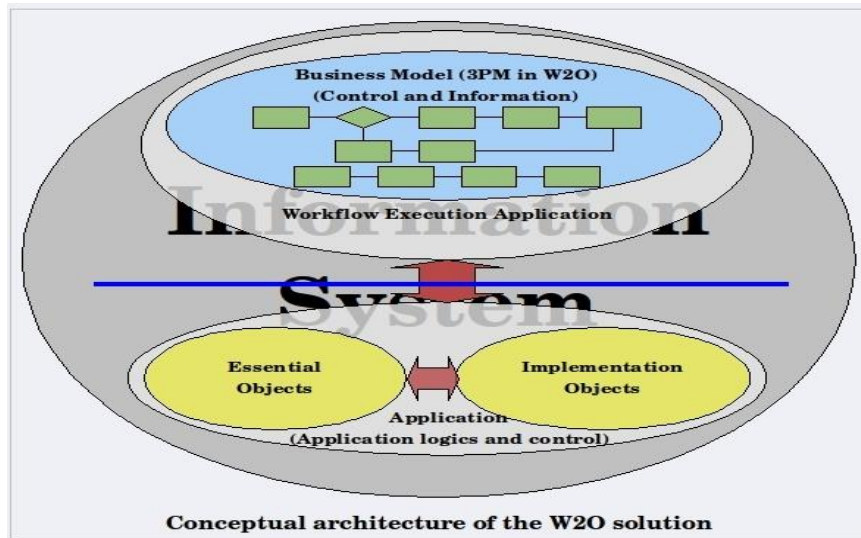 Business Model (3PM in W2O)
(Control and Information)
Workflow Execution Application
Information
System
Essential
Objects
Implementation
Objects
Application
(Application logics and control)
Conceptual architecture of the W2O solution